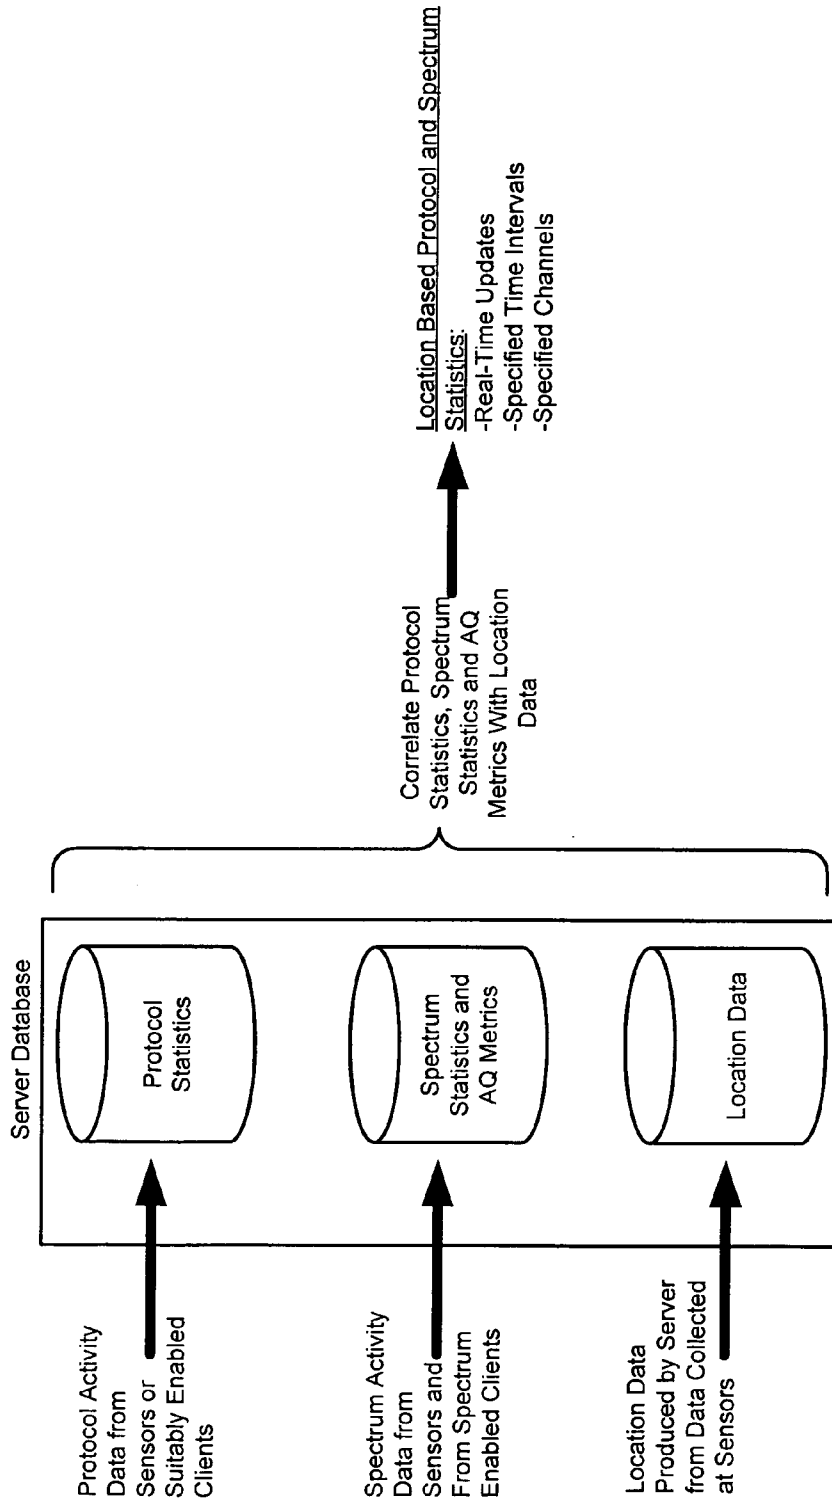 Server Database
Protocol Activity
Data from
Sensors or
Suitably Enabled
Clients
Protocol
Statistics
Spectrum Activity
Data from
Sensors and
From Spectrum
Enabled Clients
Spectrum
Statistics and
AQ Metrics
Location Data
Produced by Server
from Data Collected
at Sensors
Location Data
Correlate Protocol
Statistics, Spectrum
Statistics and AQ
Metrics With Location
Data
Location Based Protocol and Spectrum
Statistics:
-Real-Time Updates
-Specified Time Intervals
-Specified Channels